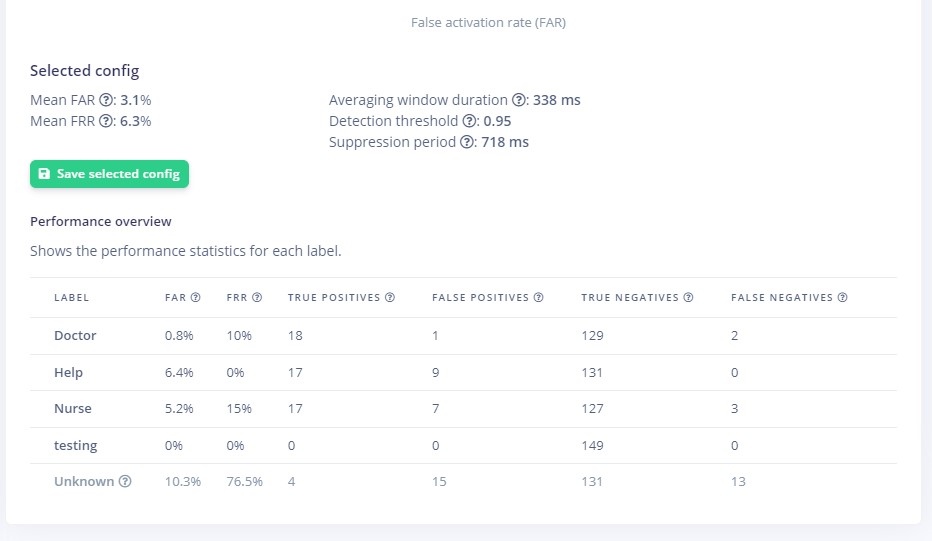 False activation rate (FAR)
Selected config
Mean FAR ?: 3.1%
Mean FRR ?: 6.3%
Averaging window duration ?: 338 ms
Detection threshold ?: 0.95
Suppression period ?: 718 ms
Save selected config
Performance overview
Shows the performance statistics for each label.
LABEL FAR ? FRR ? TRUE POSITIVES ? FALSE POSITIVES ? TRUE NEGATIVES ? FALSE NEGATIVES ?
Doctor 0.8% 10% 18 1 129 2
Help 6.4% 0% 17 9 131 0
Nurse 5.2% 15% 17 7 127 3
testing 0% 0% 0 0 149 0
Unknown ? 10.3% 76.5% 4 15 131 13